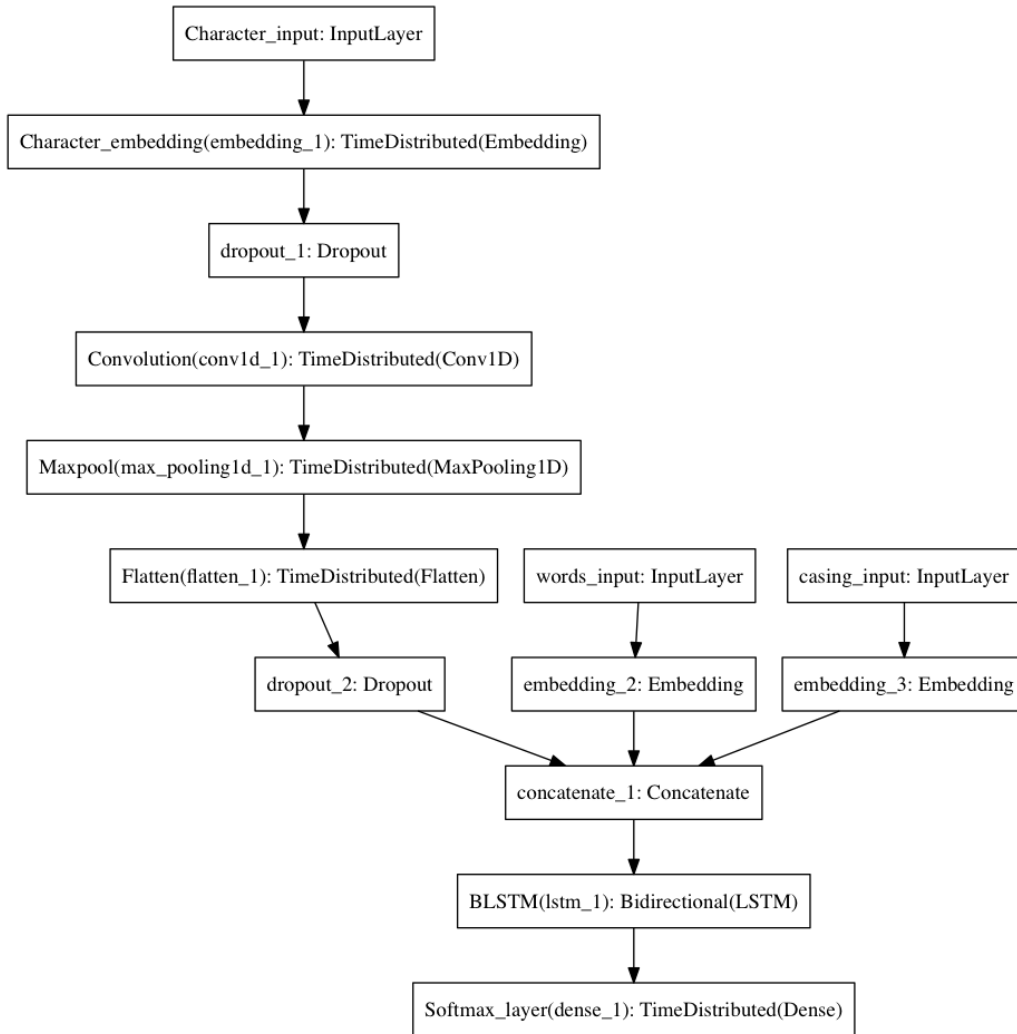 Character_input: InputLayer
Character_embedding(embedding_1): TimeDistributed(Embedding)
dropout_1: Dropout
Convolution(conv1d_1): TimeDistributed(Conv1D)
Maxpool(max_pooling1d_1): TimeDistributed(MaxPooling1D)
Flatten(flatten_1): TimeDistributed(Flatten)
words_input: InputLayer
casing_input: InputLayer
dropout_2: Dropout
embedding_2: Embedding
embedding_3: Embedding
concatenate_1: Concatenate
BLSTM(lstm_1): Bidirectional(LSTM)
Softmax_layer(dense_1): TimeDistributed(Dense)